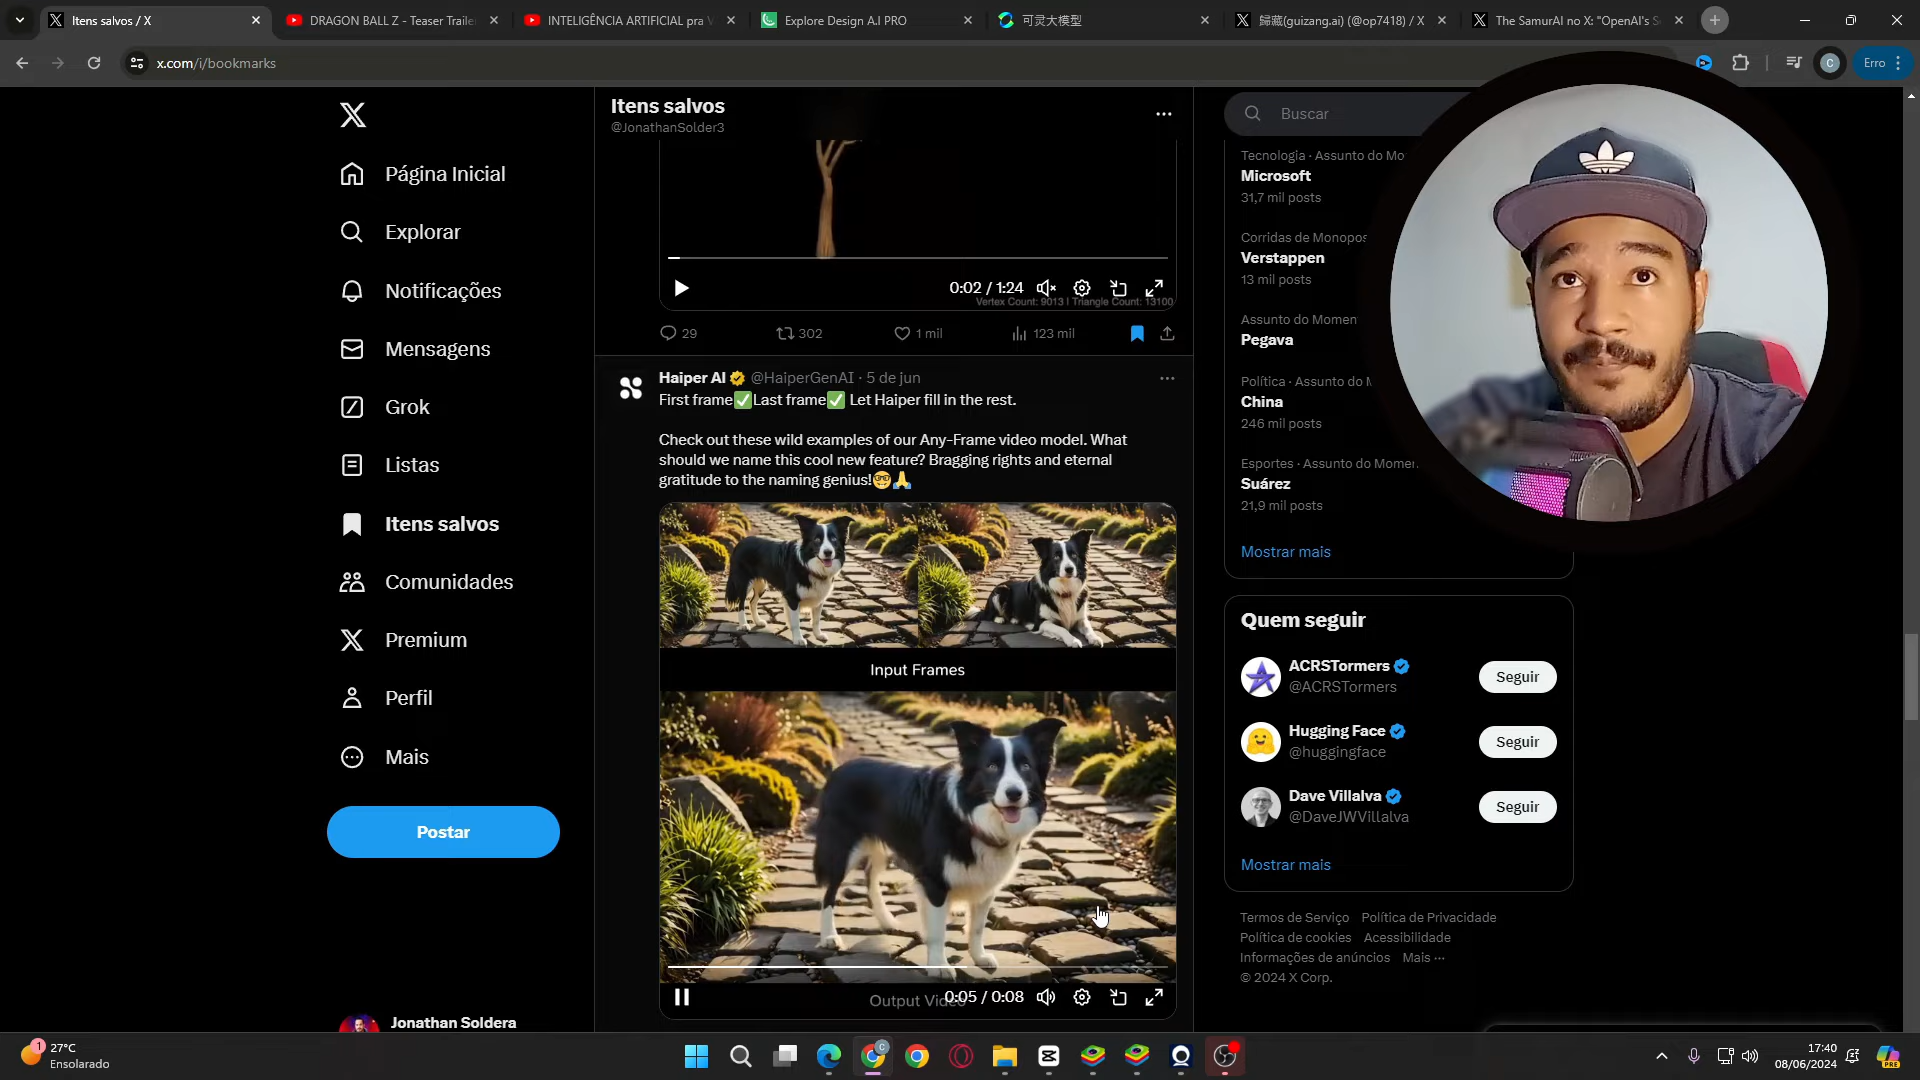 Itens salvos / X
DRAGON BALL Z - Teaser Traile
INTELIGÊNCIA ARTIFICIAL pra V
Explore Design A.I PRO
可灵大模型
歸藏(guizang.ai) (@op7418) / X
The SamurAI no X: "OpenAI's S
x.com/i/bookmarks
C
Erro
Página Inicial
Explorar
Notificações
Mensagens
Grok
Listas
Itens salvos
Comunidades
Premium
Perfil
Mais
Postar
Jonathan Soldera
Itens salvos
@JonathanSolder3
0:02 / 1:24
Vertex Count: 9013 | Triangle Count: 13100
29
302
1 mil
123 mil
Haiper AI @HaiperGenAI · 5 de jun
First frame✅Last frame✅ Let Haiper fill in the rest.
Check out these wild examples of our Any-Frame video model. What
should we name this cool new feature? Bragging rights and eternal
gratitude to the naming genius!🤓🙏
Input Frames
Output Video
0:05 / 0:08
Buscar
Tecnologia · Assunto do Mo
Microsoft
31,7 mil posts
Corridas de Monopos
Verstappen
13 mil posts
Assunto do Momen
Pegava
Política · Assunto do M
China
246 mil posts
Esportes · Assunto do Momen
Suárez
21,9 mil posts
Mostrar mais
Quem seguir
ACRSTormers
@ACRSTormers
Seguir
Hugging Face
@huggingface
Seguir
Dave Villalva
@DaveJWVillalva
Seguir
Mostrar mais
Termos de Serviço Política de Privacidade
Política de cookies Acessibilidade
Informações de anúncios Mais ···
© 2024 X Corp.
1
27°C
Ensolarado
C
17:40
08/06/2024
PRE